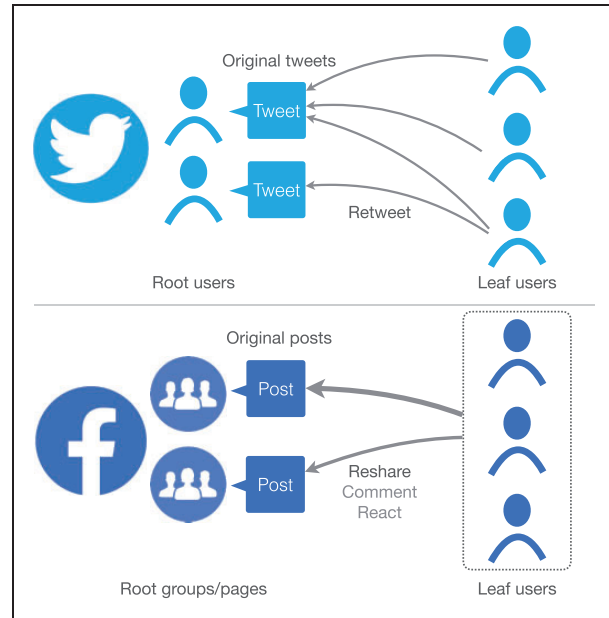 Original tweets
Tweet
Tweet
Retweet
Root users
Leaf users
Original posts
Post
Post
Reshare
Comment
React
Root groups/pages
Leaf users